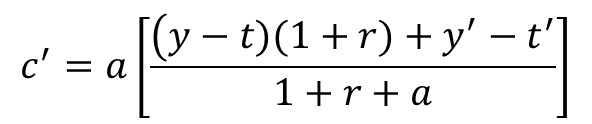 c′ = a [((y − t)(1 + r) + y′ − t′) / (1 + r + a)]